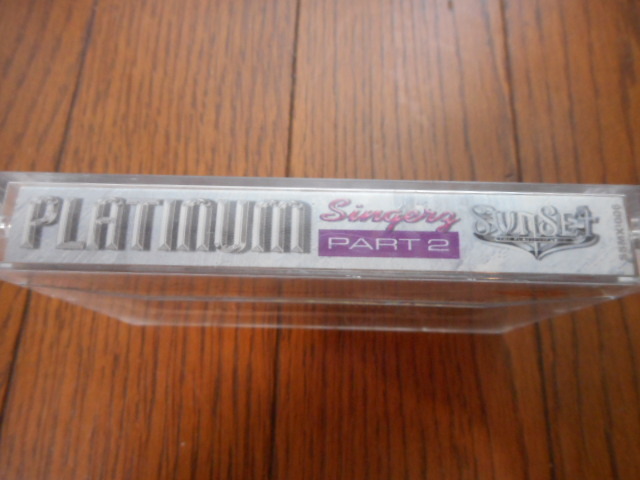 PLATINUM
Singerz
PART 2
SUNSET